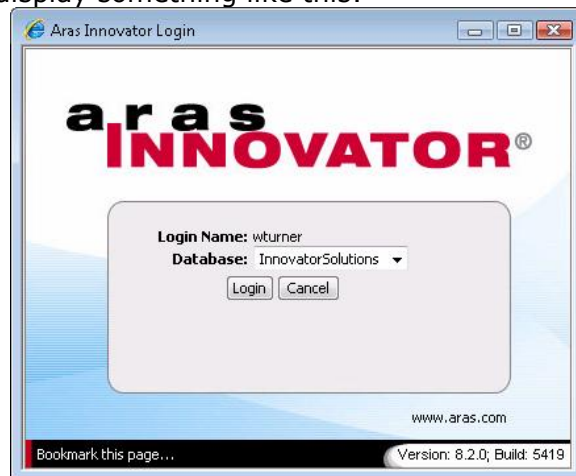 display something like this:
Aras Innovator Login
aras
INNOVATOR®
Login Name: wturner
Database: InnovatorSolutions
Login Cancel
www.aras.com
Bookmark this page...
Version: 8.2.0; Build: 5419